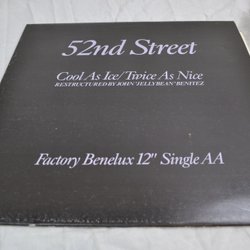 52nd Street
Cool As Ice/Twice As Nice
RESTRUCTURED BY JOHN "JELLYBEAN" BENITEZ
Factory Benelux 12" Single AA